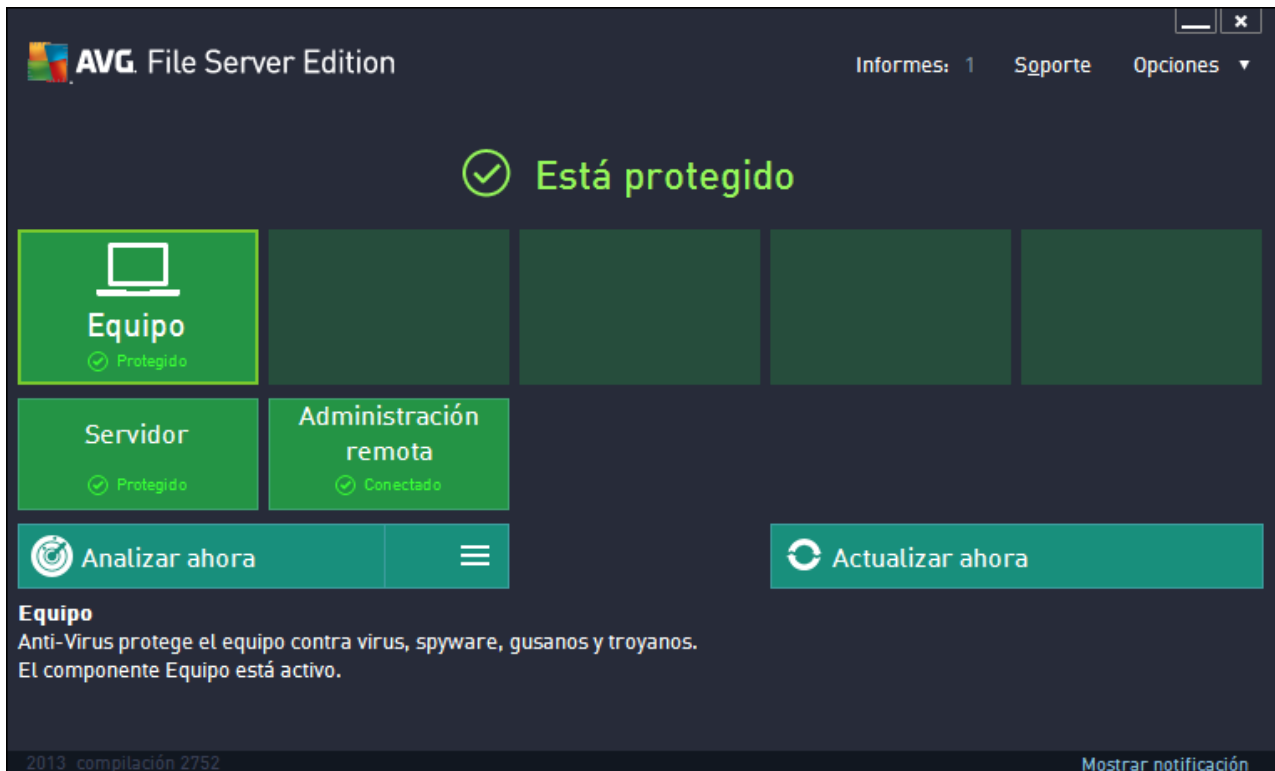 AVG. File Server Edition
Informes: 1 Soporte Opciones
Está protegido
Equipo
Protegido
Servidor
Protegido
Administración
remota
Conectado
Analizar ahora
Actualizar ahora
Equipo
Anti-Virus protege el equipo contra virus, spyware, gusanos y troyanos.
El componente Equipo está activo.
2013 compilación 2752
Mostrar notificación